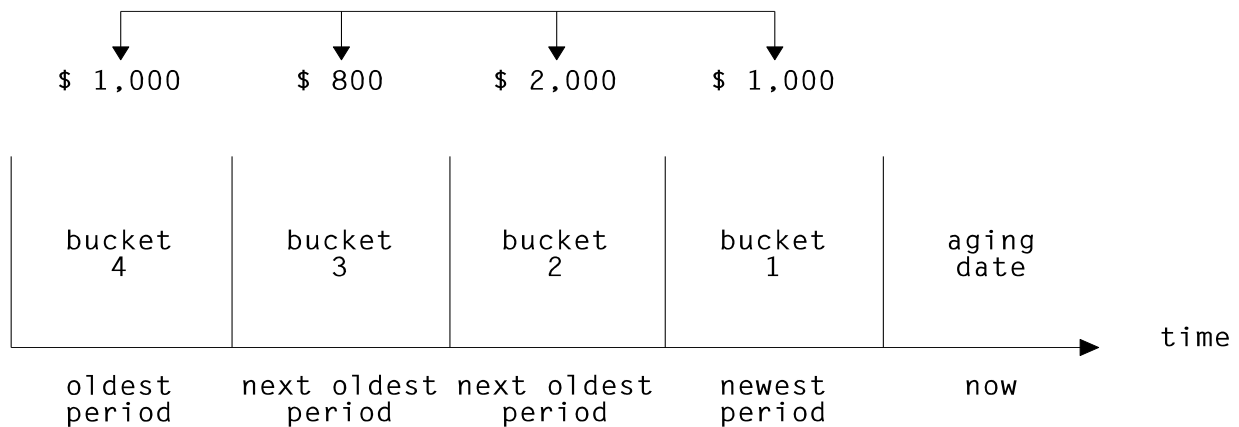 $ 1,000 $ 800 $ 2,000 $ 1,000
bucket bucket bucket bucket aging
4 3 2 1 date
time
oldest next oldest next oldest newest now
period period period period